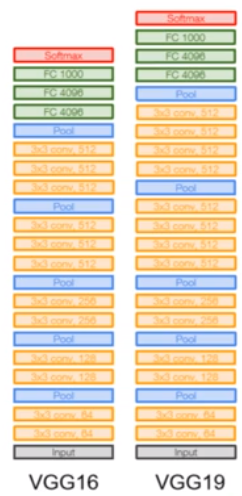 Softmax
FC 1000
FC 4096
FC 4096
Pool
3x3 conv, 512
3x3 conv, 512
3x3 conv, 512
Pool
3x3 conv, 512
3x3 conv, 512
3x3 conv, 512
Pool
3x3 conv, 256
3x3 conv, 256
Pool
3x3 conv, 128
3x3 conv, 128
Pool
3x3 conv, 64
3x3 conv, 64
Input
VGG16
Softmax
FC 1000
FC 4096
FC 4096
Pool
3x3 conv, 512
3x3 conv, 512
3x3 conv, 512
3x3 conv, 512
Pool
3x3 conv, 512
3x3 conv, 512
3x3 conv, 512
3x3 conv, 512
Pool
3x3 conv, 256
3x3 conv, 256
Pool
3x3 conv, 128
3x3 conv, 128
Pool
3x3 conv, 64
3x3 conv, 64
Input
VGG19